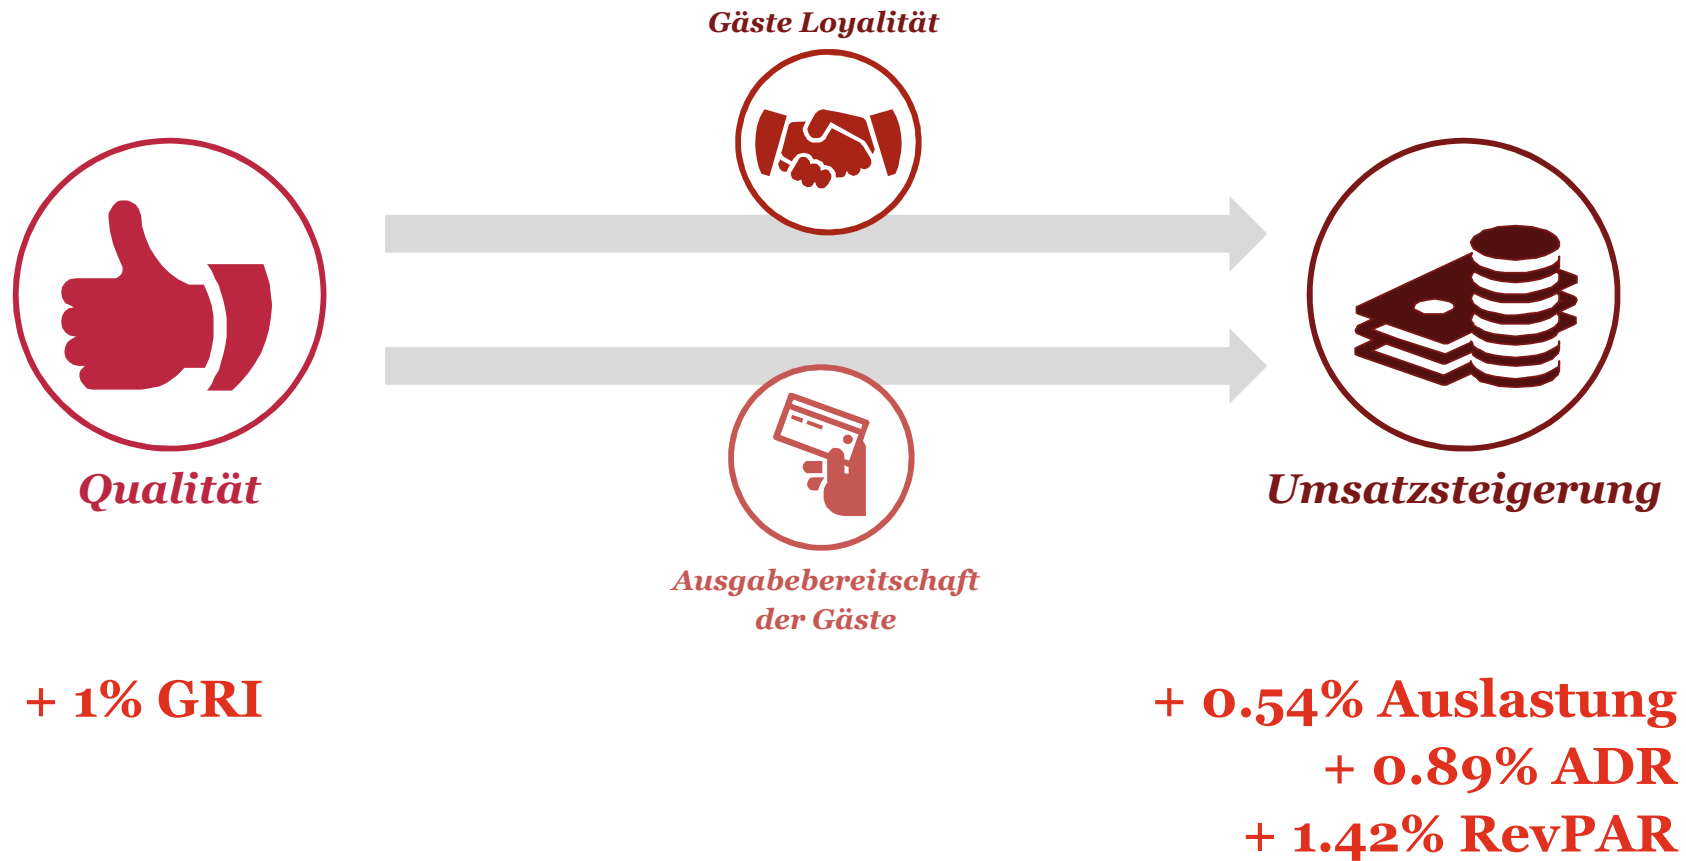 Gäste Loyalität
Qualität
Umsatzsteigerung
Ausgabebereitschaft
der Gäste
+ 1% GRI
+ 0.54% Auslastung
+ 0.89% ADR
+ 1.42% RevPAR